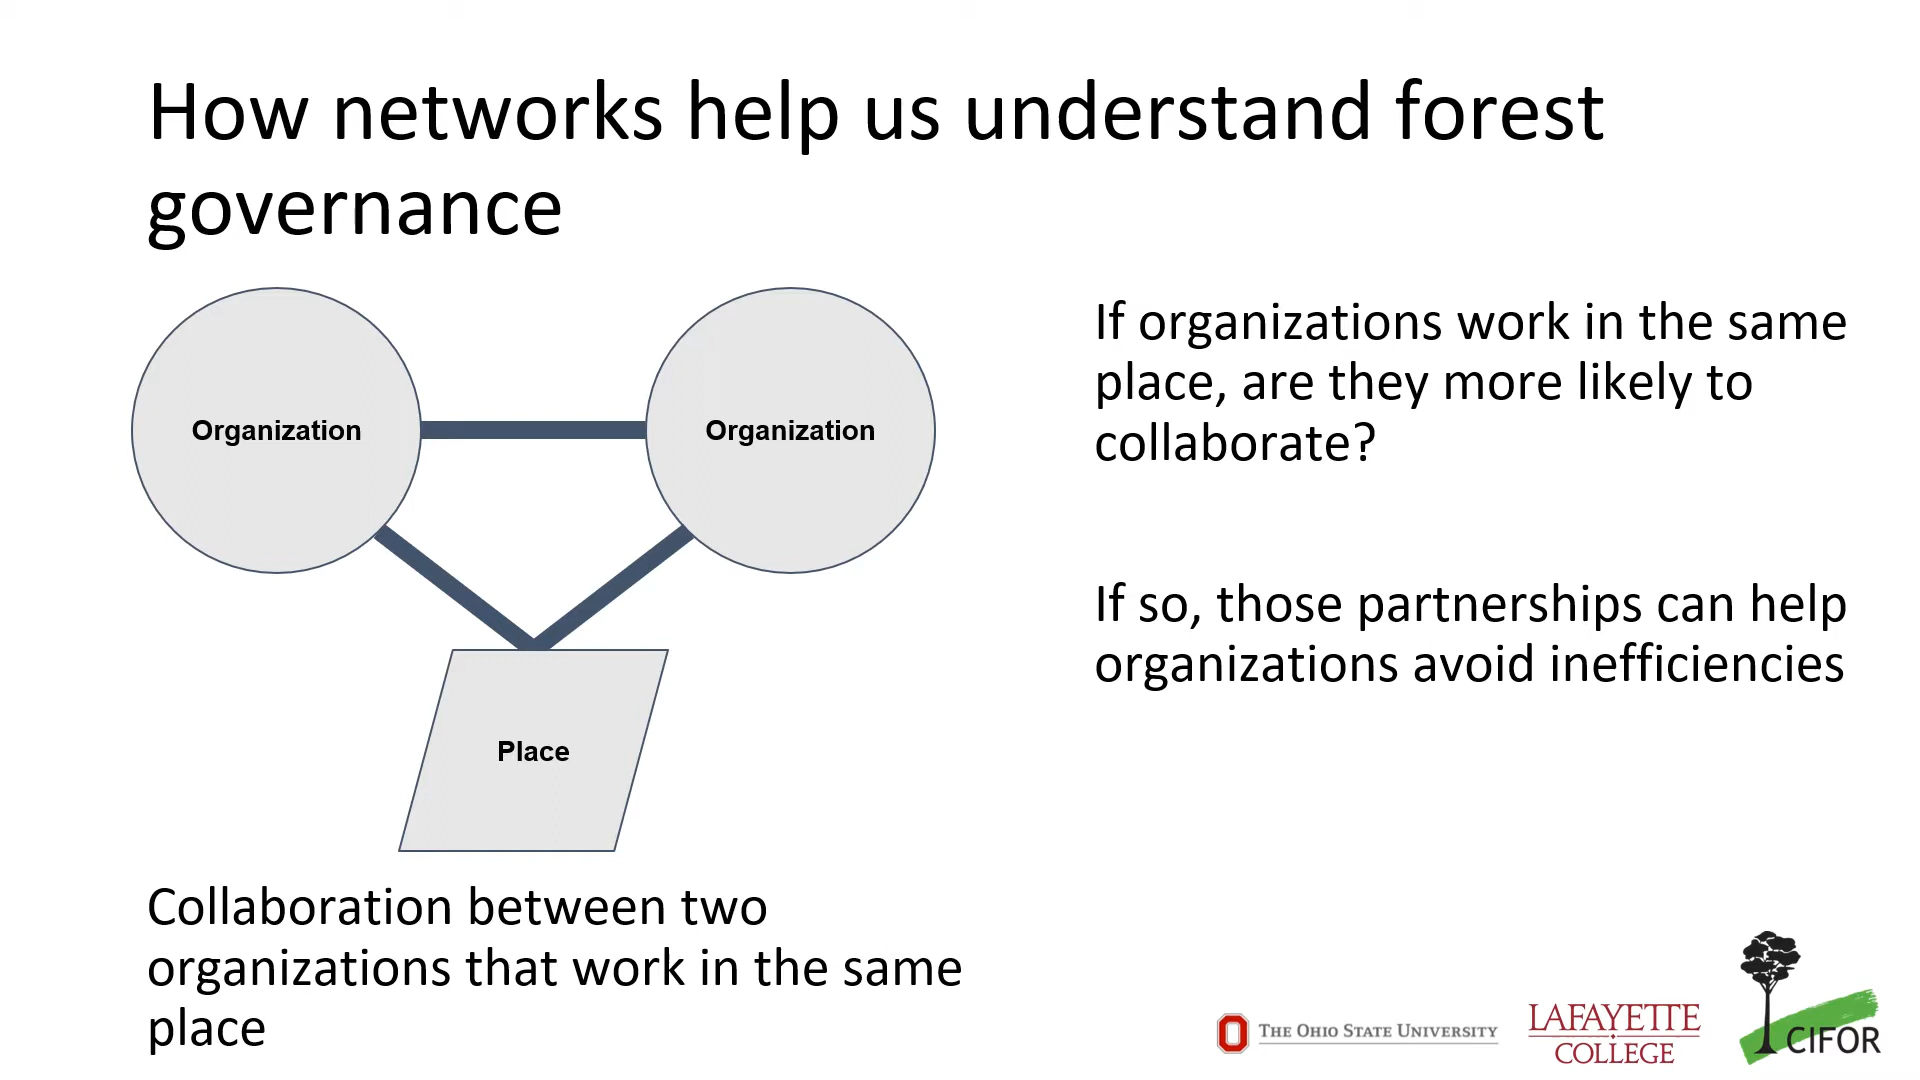 How networks help us understand forest
governance
Organization
Organization
Place
Collaboration between two
organizations that work in the same
place
If organizations work in the same
place, are they more likely to
collaborate?
If so, those partnerships can help
organizations avoid inefficiencies
THE OHIO STATE UNIVERSITY
LAFAYETTE
COLLEGE
CIFOR